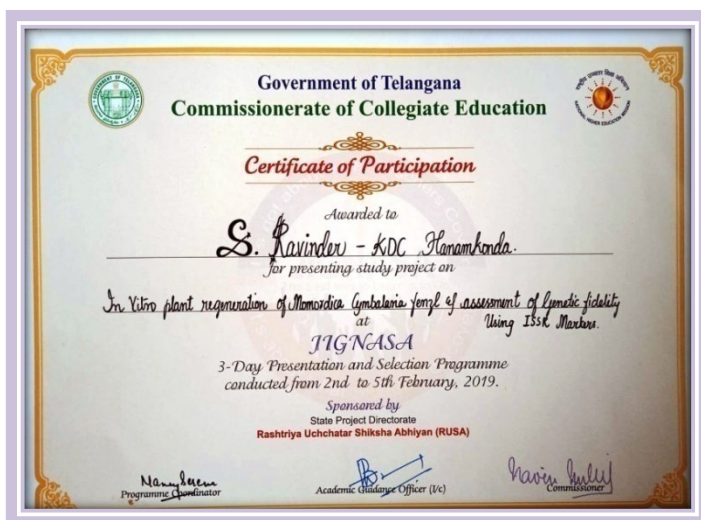 Government of Telangana
Commissionerate of Collegiate Education
Certificate of Participation
Awarded to
S. Ravinder - KDC Hanamkonda.
for presenting study project on
In Vitro plant regeneration of Momordica Cymbalaria fenzl & assessment of Genetic fidelity
at
Using ISSR Markers.
JIGNASA
3-Day Presentation and Selection Programme
conducted from 2nd to 5th February, 2019.
Sponsored by
State Project Directorate
Rashtriya Uchchatar Shiksha Abhiyan (RUSA)
Programme Coordinator
Academic Guidance Officer (I/c)
Commissioner